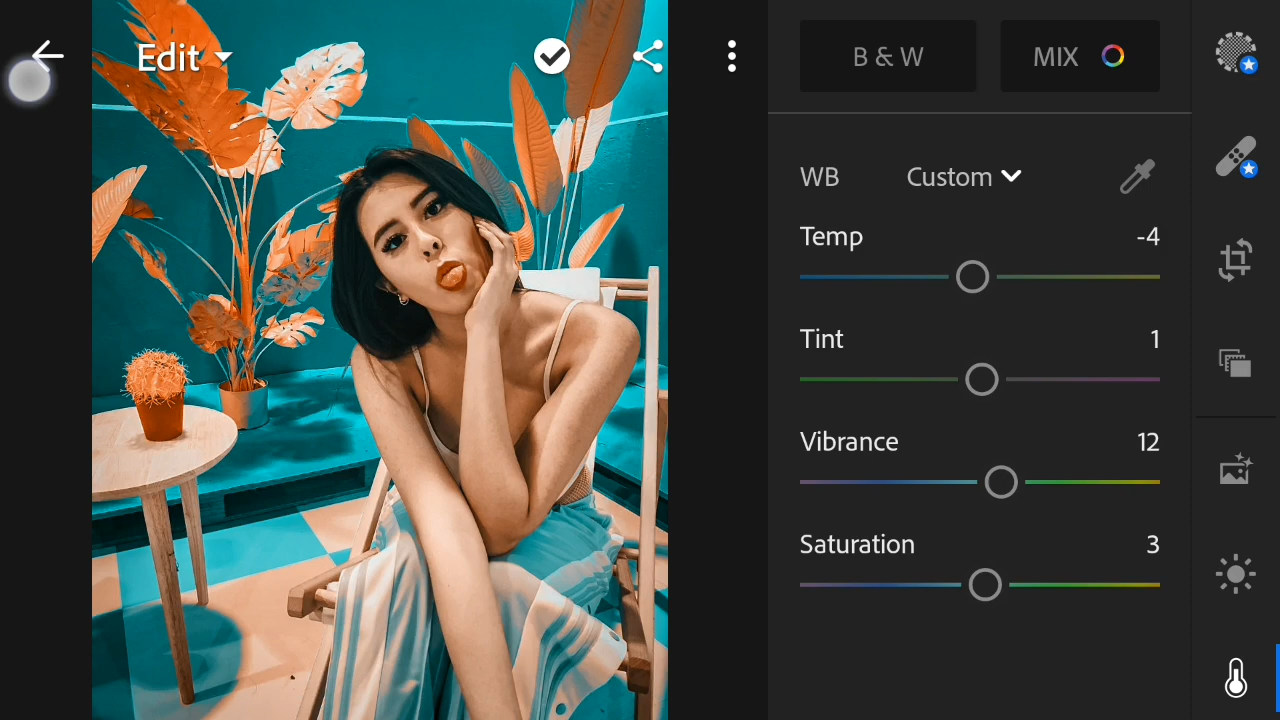 Edit
B & W
MIX
WB Custom
Temp -4
Tint 1
Vibrance 12
Saturation 3